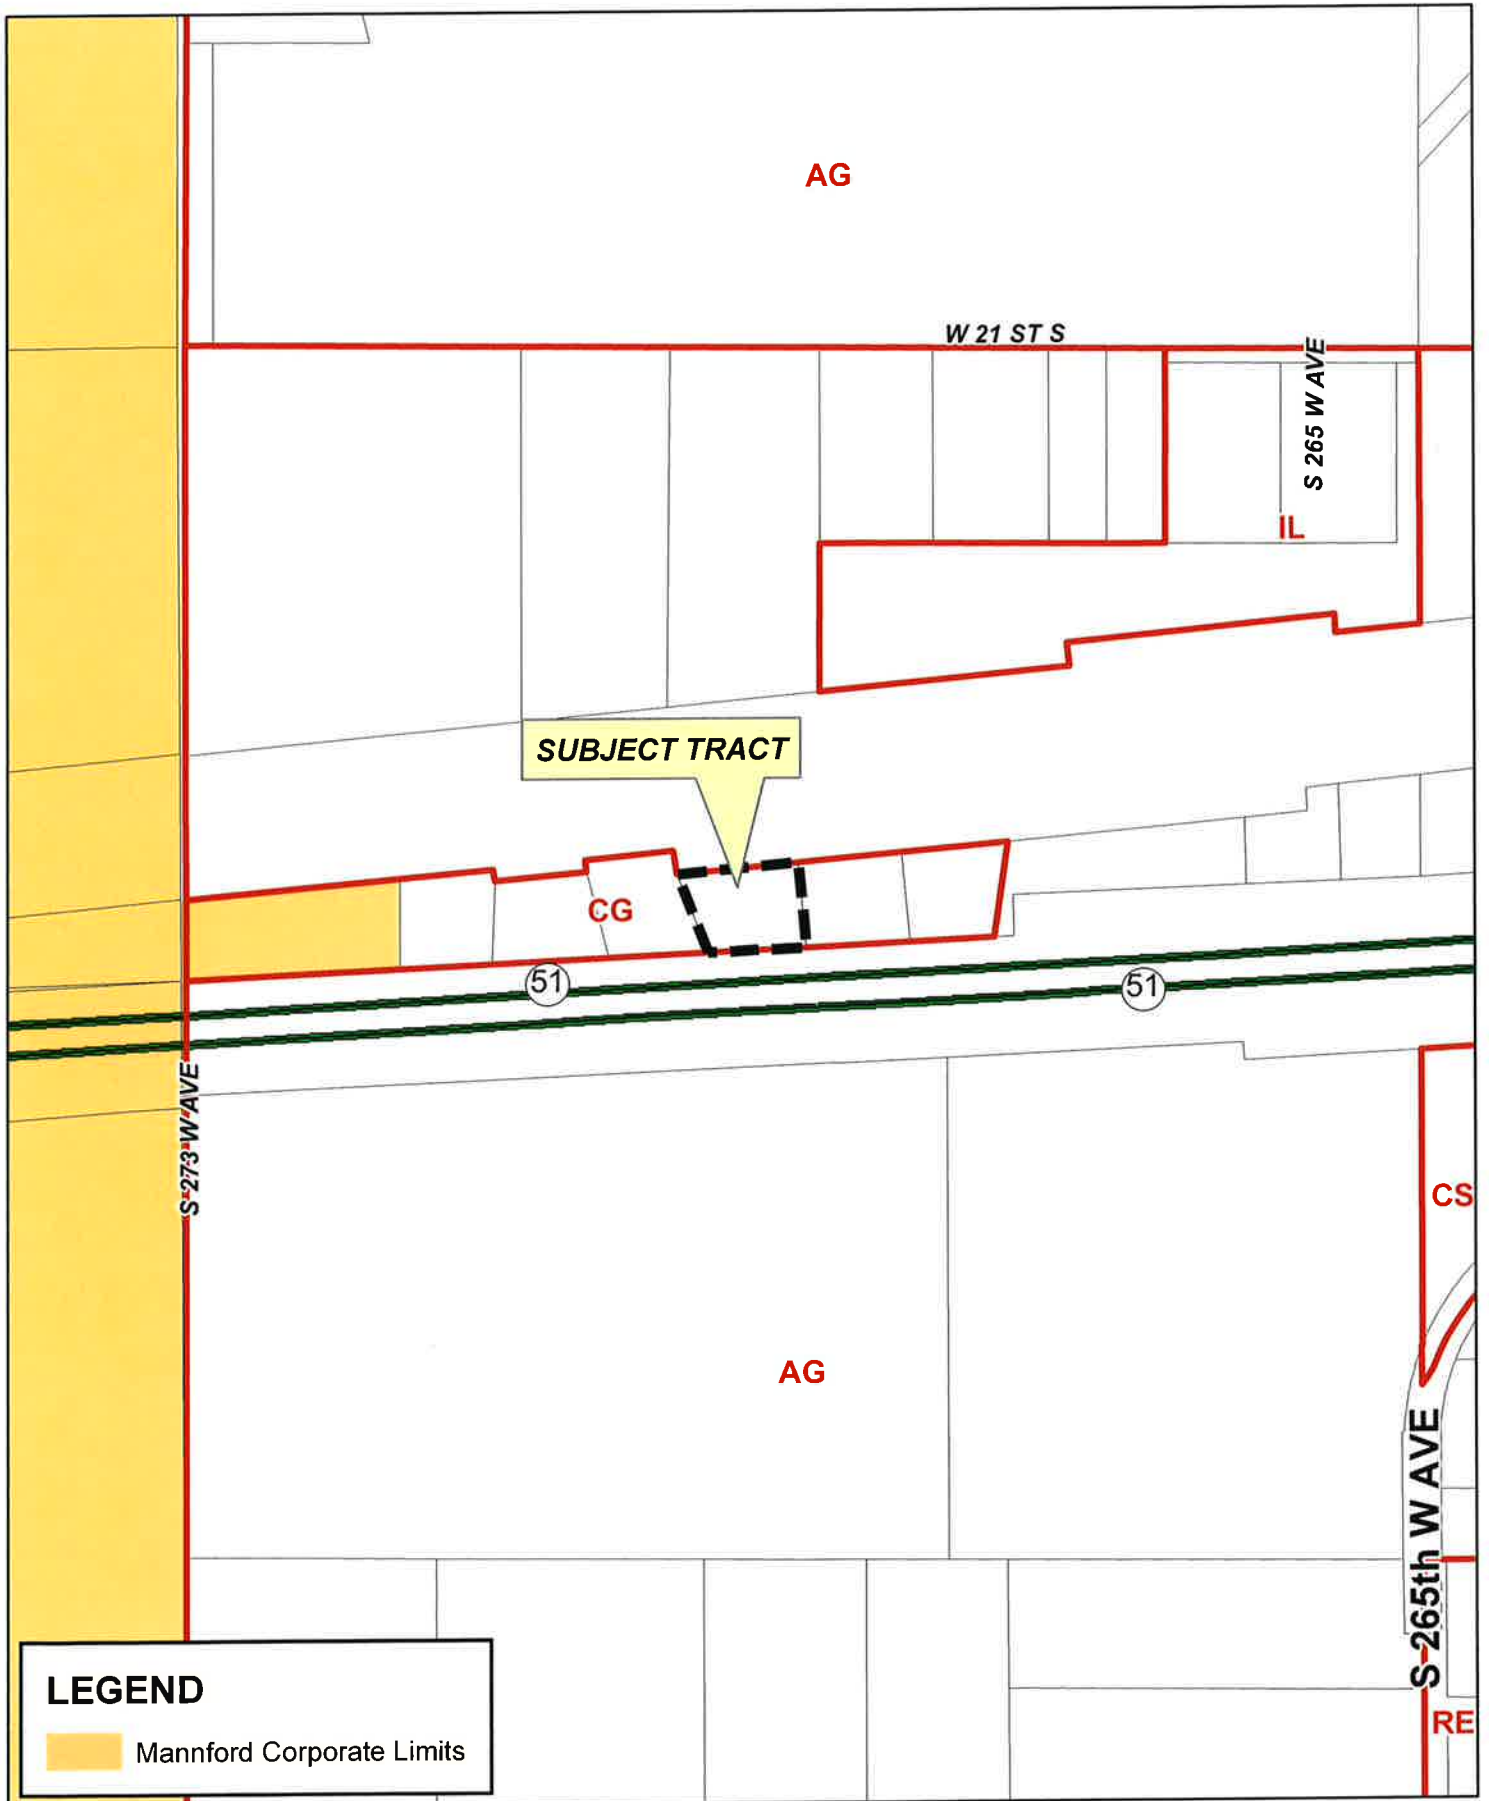 AG
W 21 ST S
S 265 W AVE
IL
SUBJECT TRACT
CG
51
51
S 273 W AVE
CS
AG
S 265th W AVE
RE
LEGEND
Mannford Corporate Limits